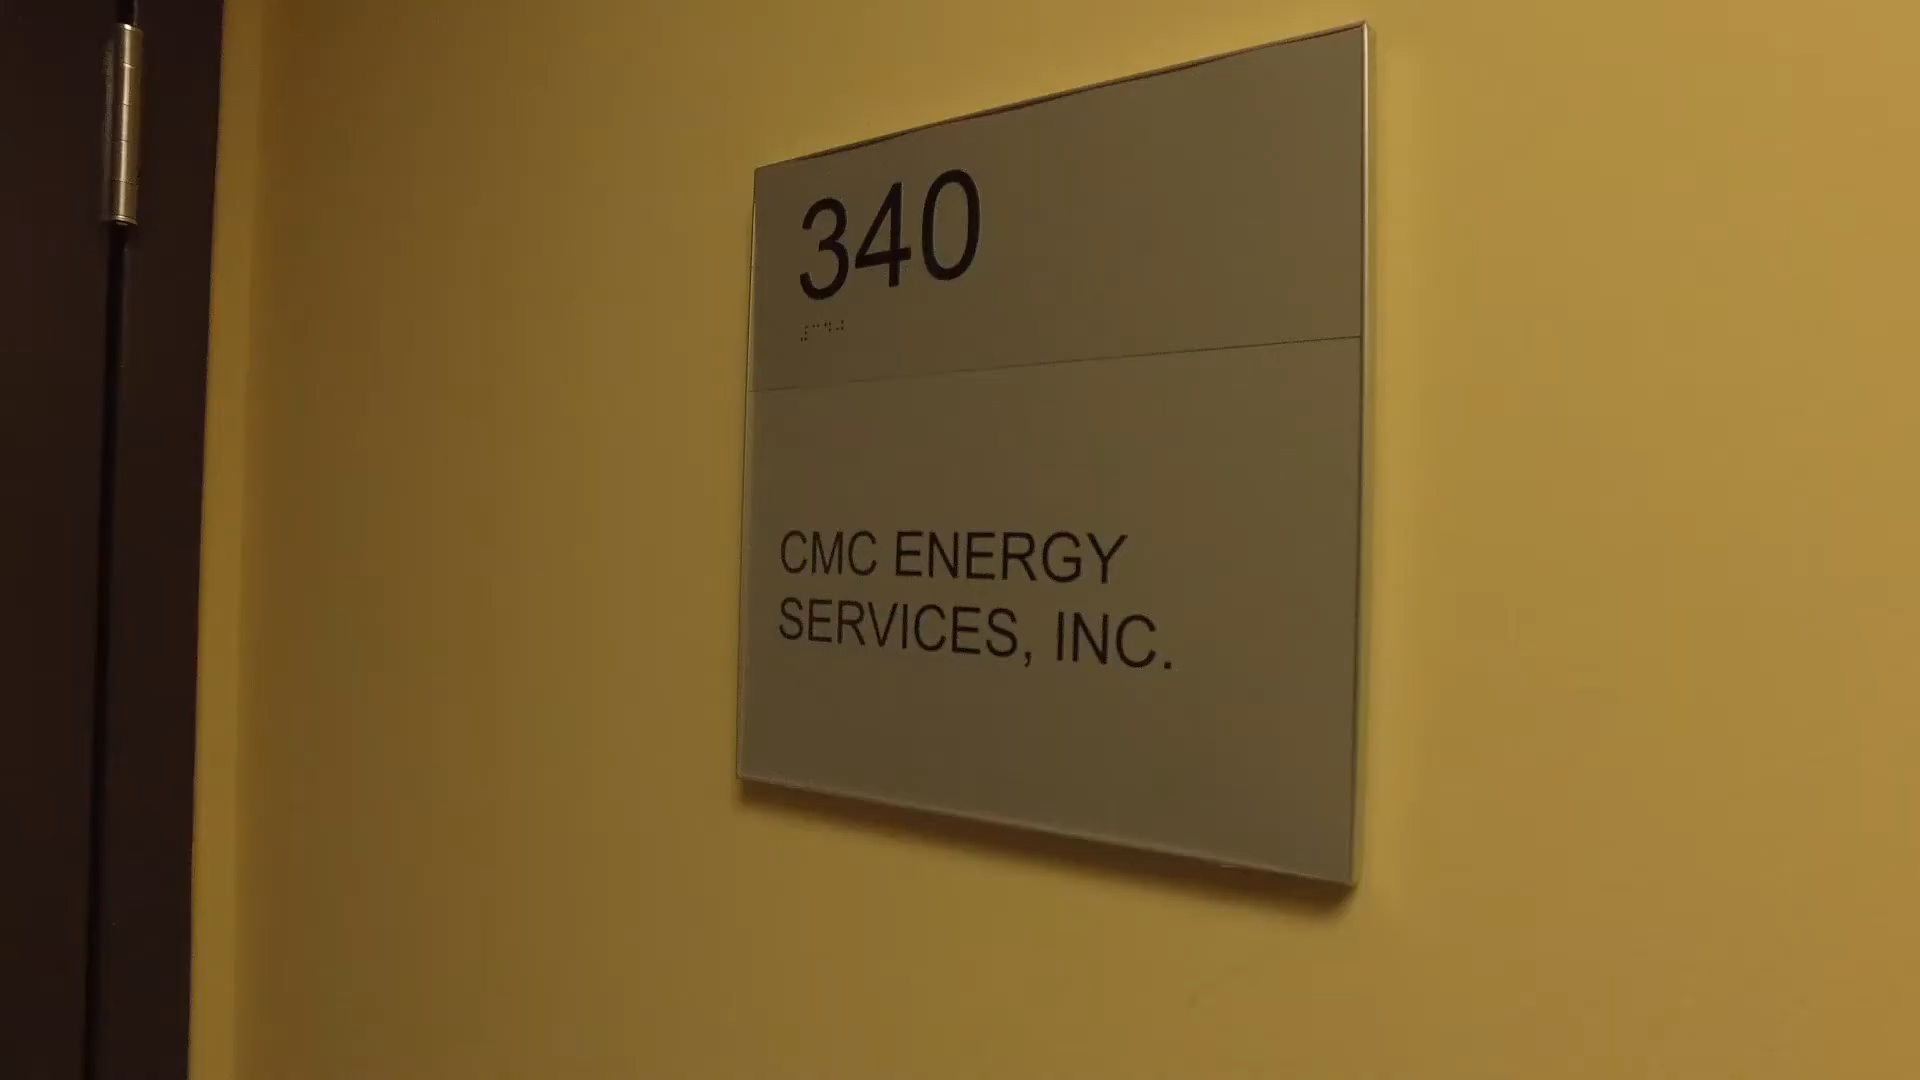 340
⠼⠉⠙⠚
CMC ENERGY
SERVICES, INC.